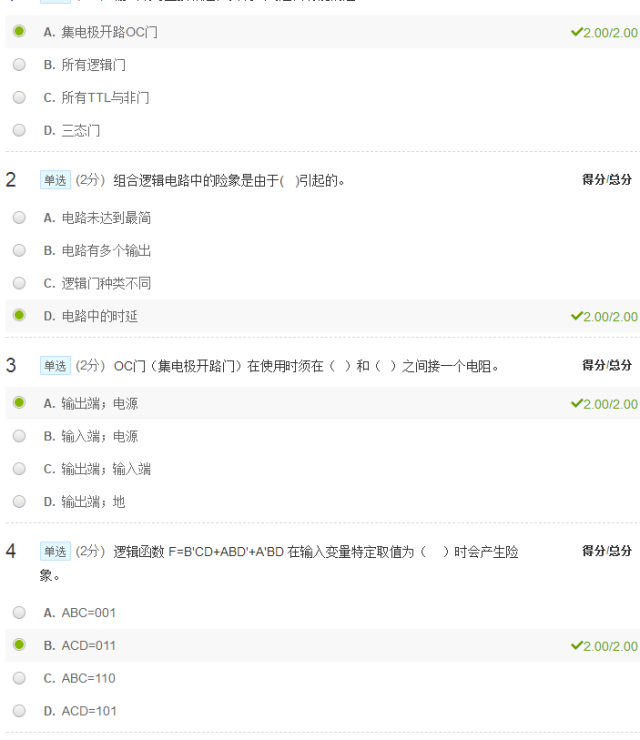 A. 集电极开路OC门
2.00/2.00
B. 所有逻辑门
C. 所有TTL与非门
D. 三态门
2 单选 (2分) 组合逻辑电路中的险象是由于( )引起的。 得分/总分
A. 电路未达到最简
B. 电路有多个输出
C. 逻辑门种类不同
D. 电路中的时延
2.00/2.00
3 单选 (2分) OC门（集电极开路门）在使用时须在（ ）和（ ）之间接一个电阻。 得分/总分
A. 输出端；电源
2.00/2.00
B. 输入端；电源
C. 输出端；输入端
D. 输出端；地
4 单选 (2分) 逻辑函数 F=B'CD+ABD'+A'BD 在输入变量特定取值为（ ）时会产生险 得分/总分
象。
A. ABC=001
B. ACD=011
2.00/2.00
C. ABC=110
D. ACD=101